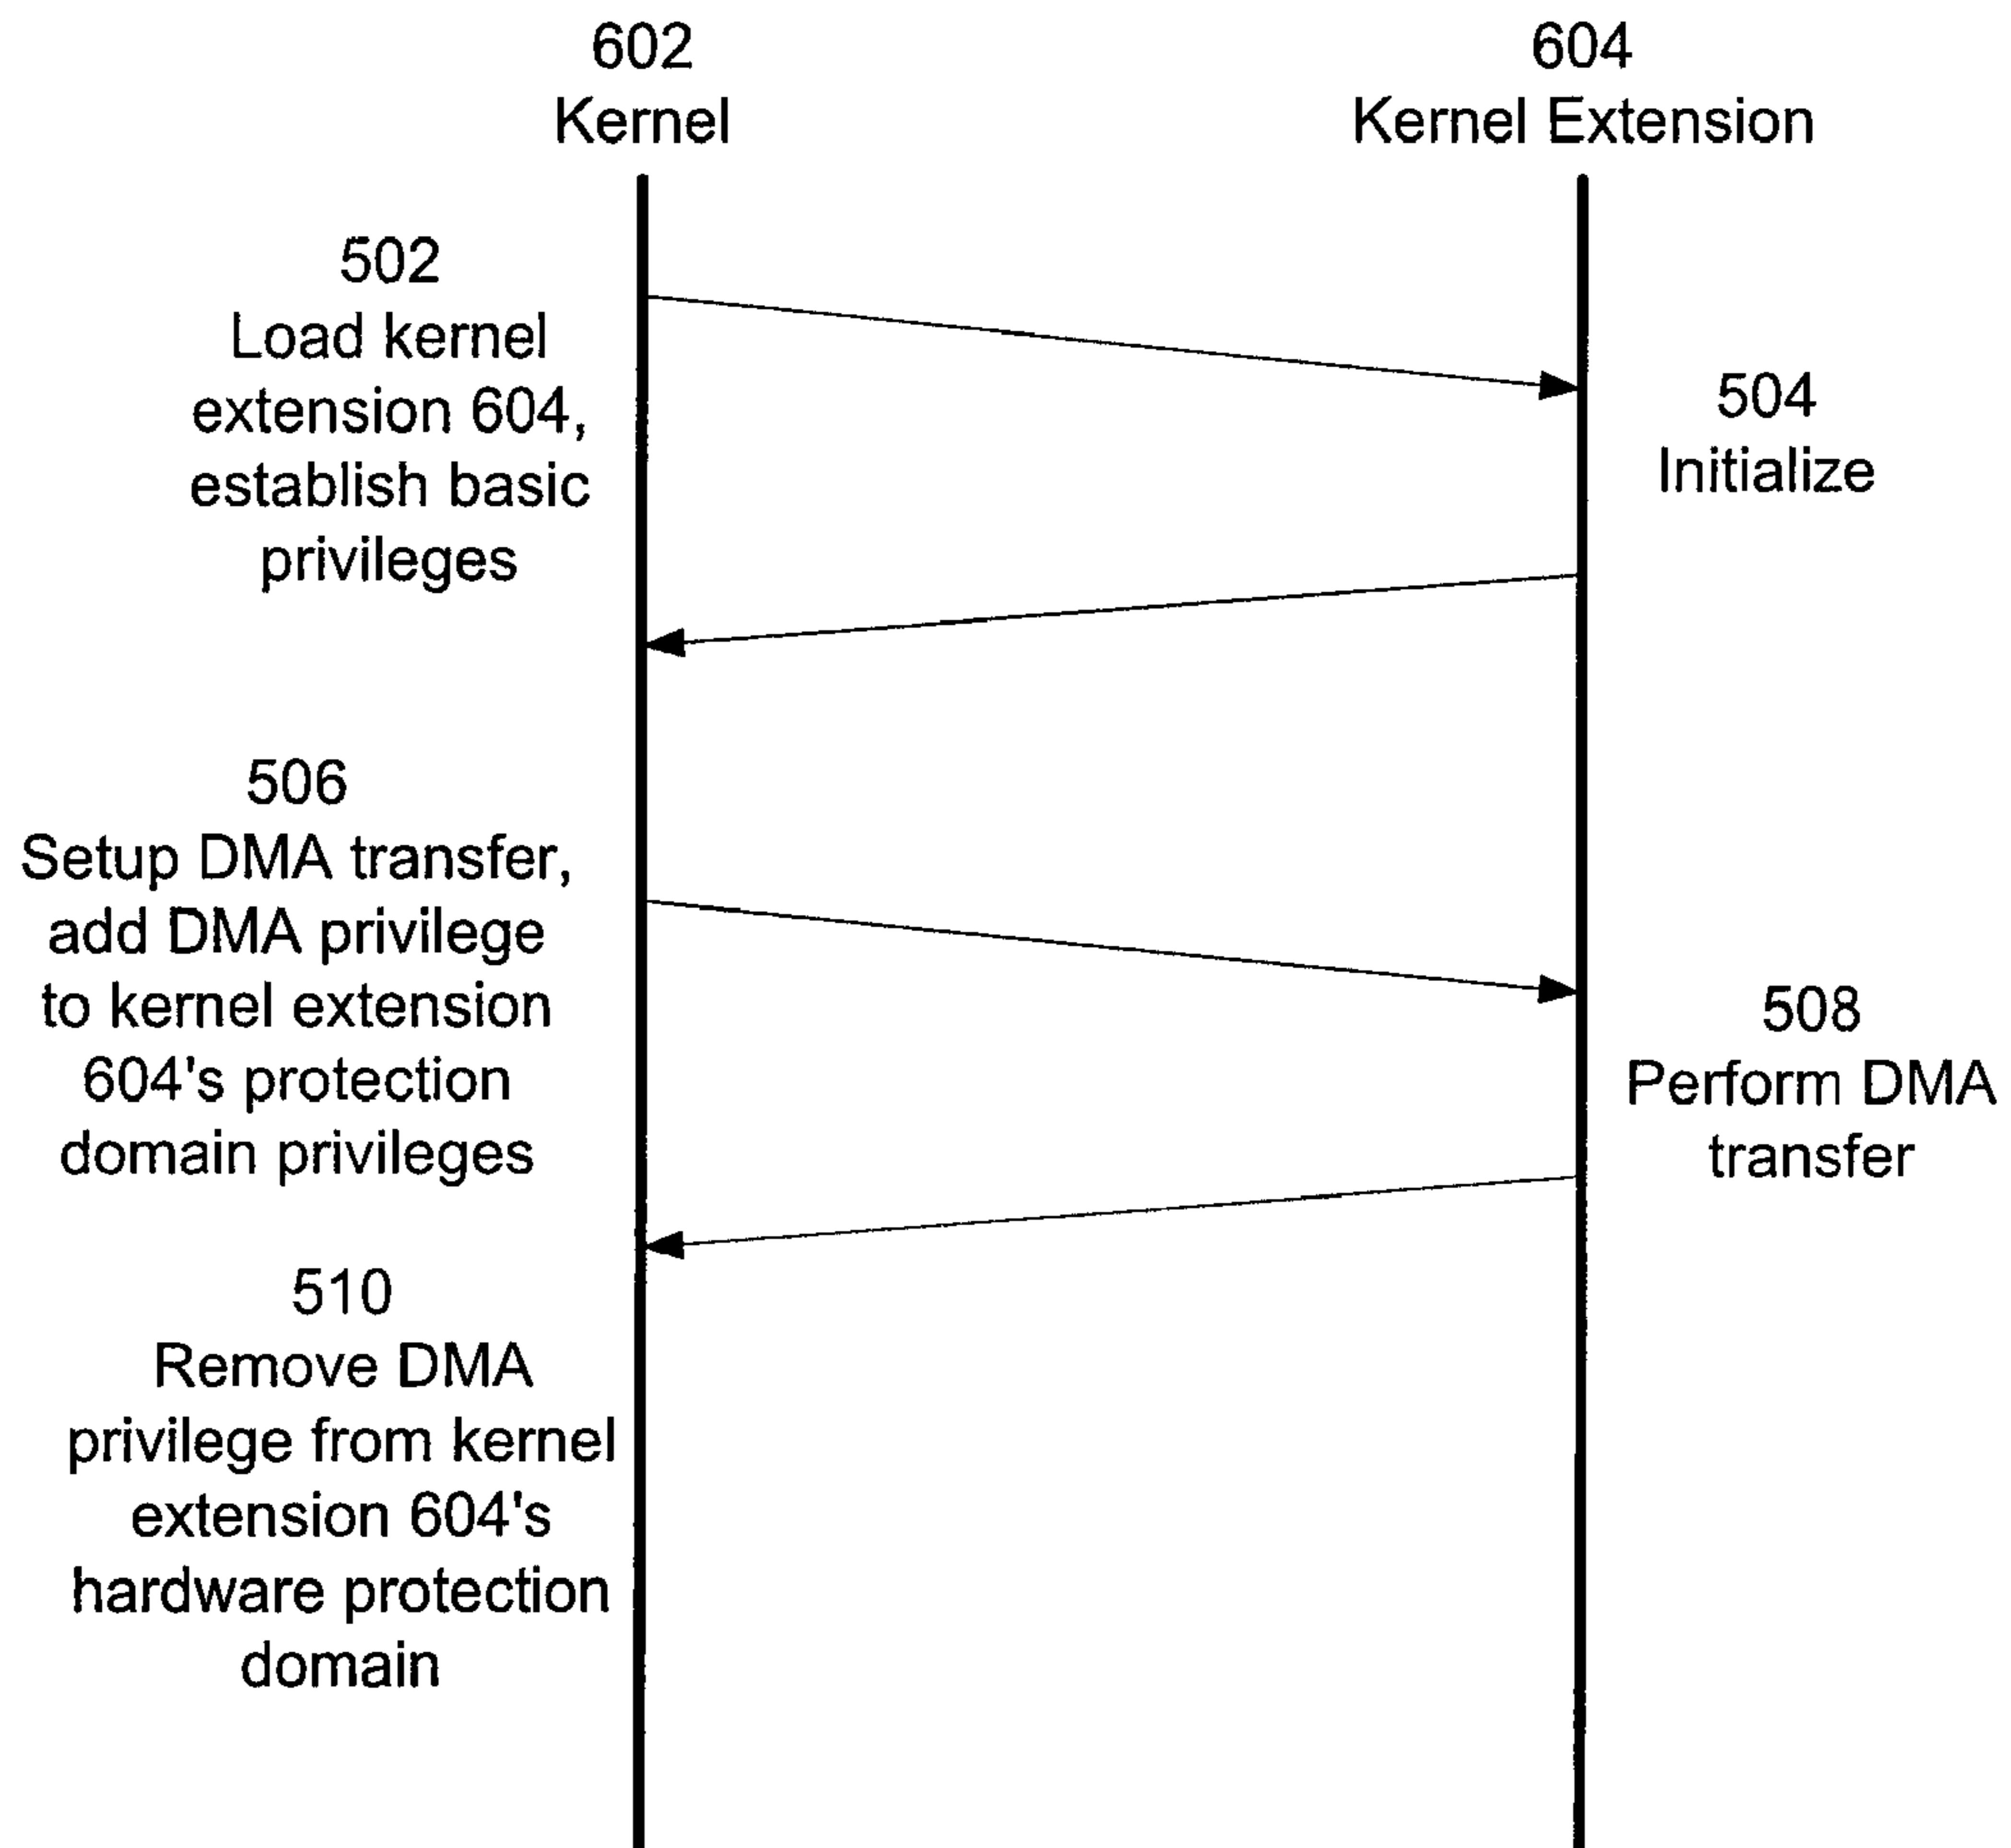 602
Kernel
604
Kernel Extension
502
Load kernel
extension 604,
establish basic
privileges
504
Initialize
506
Setup DMA transfer,
add DMA privilege
to kernel extension
604's protection
domain privileges
508
Perform DMA
transfer
510
Remove DMA
privilege from kernel
extension 604's
hardware protection
domain